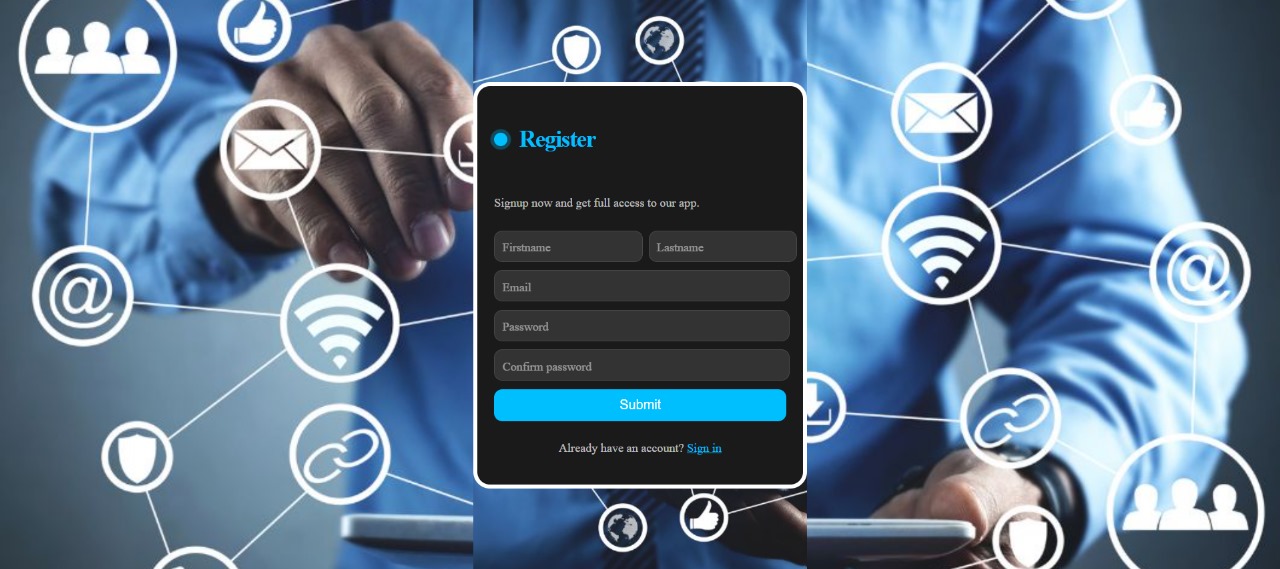 Register
Signup now and get full access to our app.
Firstname Lastname
Email
Password
Confirm password
Submit
Already have an account? Sign in